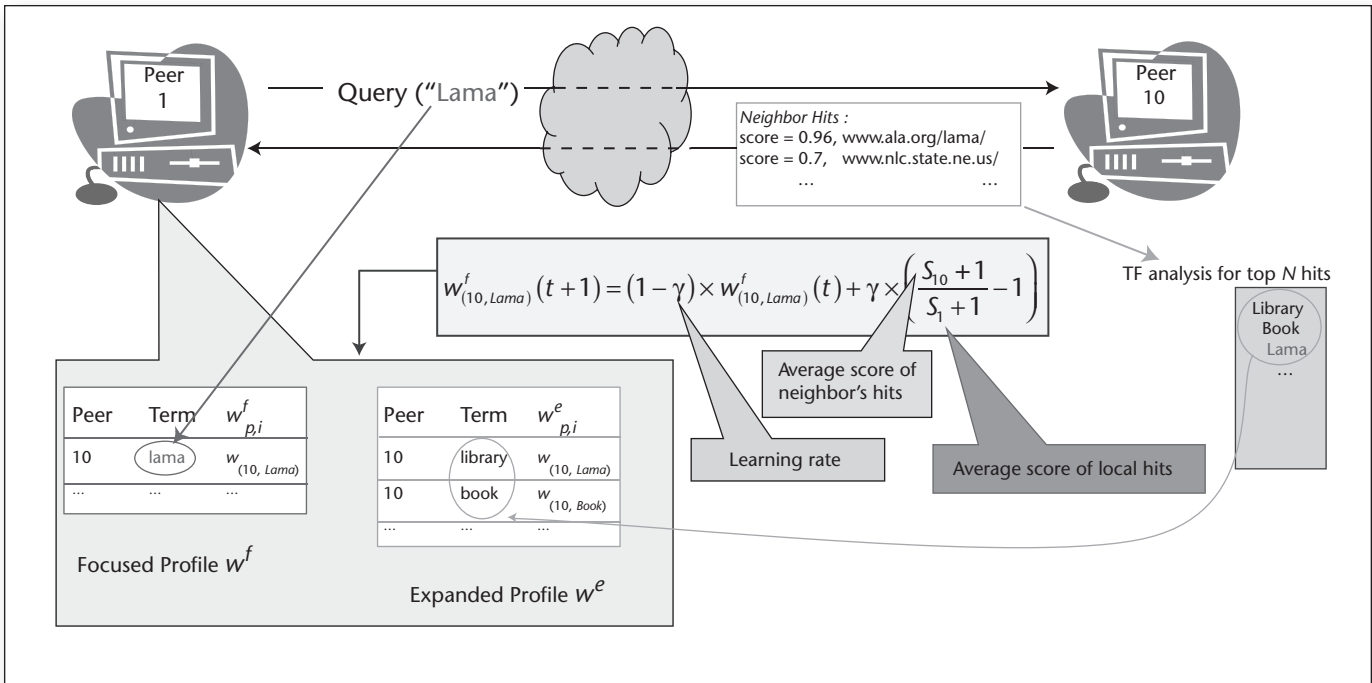 Peer
1
Query ("Lama")
Peer
10
Neighbor Hits :
score = 0.96, www.ala.org/lama/
score = 0.7, www.nlc.state.ne.us/
... ...
w^f_(10, Lama) (t + 1) = (1 − γ) × w^f_(10, Lama) (t) + γ × ( (S_10 + 1) / (S_1 + 1) − 1 )
TF analysis for top N hits
Library
Book
Lama
...
Average score of
neighbor's hits
Learning rate
Average score of local hits
Peer Term w^f_p,i
10 lama w_(10, Lama)
... ... ...
Focused Profile w^f
Peer Term w^e_p,i
10 library w_(10, Lama)
10 book w_(10, Book)
... ... ...
Expanded Profile w^e